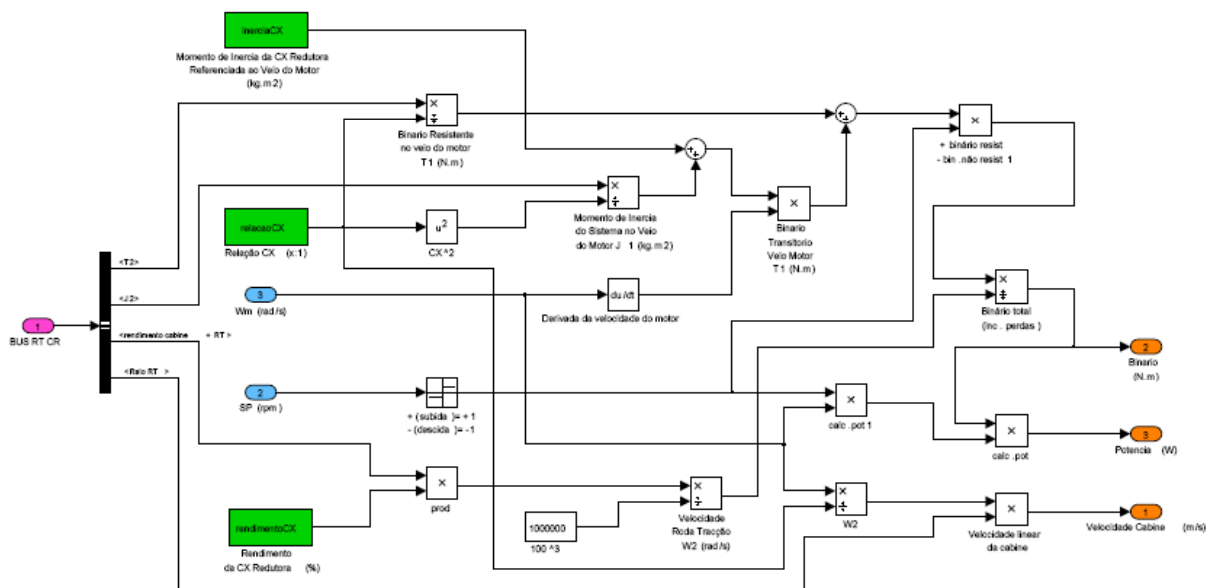 inerciaCX
Momento de Inercia da CX Redutora
Referenciada ao Veio do Motor
(kg.m2)
×
÷
Binario Resistente
no veio do motor
T1 (N.m)
+
+
×
+ binário resist
- bin .não resist 1
+
+
×
÷
Momento de Inercia
do Sistema no Veio
do Motor J 1 (kg.m2)
×
Binario
Transitorio
Veio Motor
T1 (N.m)
relacaoCX
Relação CX (x:1)
u²
CX^2
<T2>
<J2>
<rendimento cabine + RT >
<Raio RT >
1
BUS RT CR
3
Wm (rad/s)
du/dt
Derivada da velocidade do motor
×
÷
Binário total
(inc . perdas )
2
Binario
(N.m)
2
SP (rpm )
+ (subida )= + 1
- (descida )= -1
×
calc .pot 1
×
calc .pot
3
Potencia (W)
×
prod
×
÷
Velocidade
Roda Tracção
W2 (rad/s)
1000000
100 ^3
×
÷
W2
×
Velocidade linear
da cabine
1
Velocidade Cabine (m/s)
rendimentoCX
Rendimento
da CX Redutora (%)